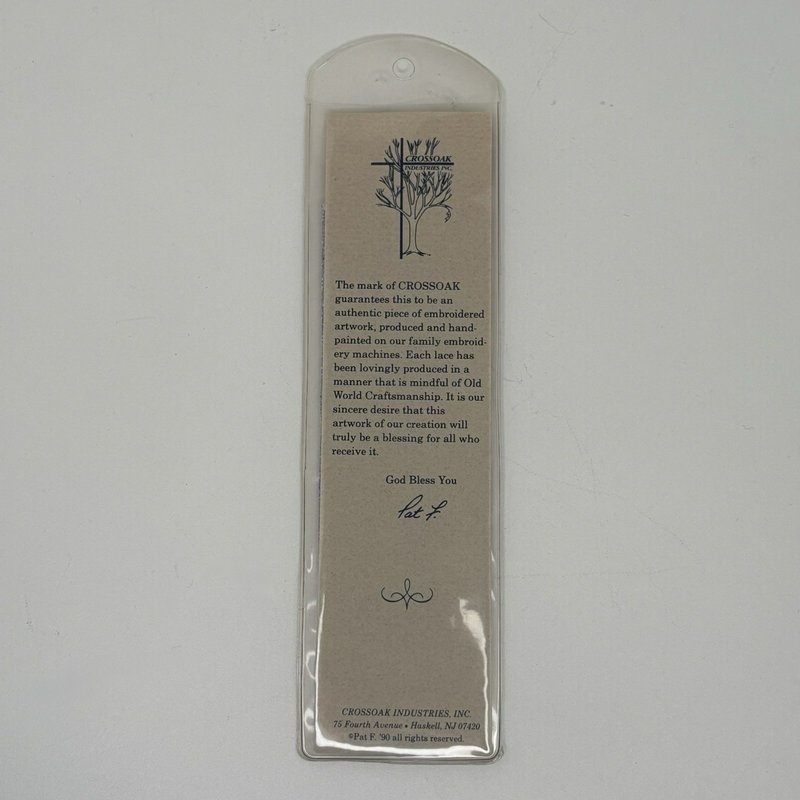 CROSSOAK
INDUSTRIES INC.
The mark of CROSSOAK
guarantees this to be an
authentic piece of embroidered
artwork, produced and hand-
painted on our family embroid-
ery machines. Each lace has
been lovingly produced in a
manner that is mindful of Old
World Craftsmanship. It is our
sincere desire that this
artwork of our creation will
truly be a blessing for all who
receive it.
God Bless You
Pat F.
CROSSOAK INDUSTRIES, INC.
75 Fourth Avenue • Haskell, NJ 07420
©Pat F. '90 all rights reserved.